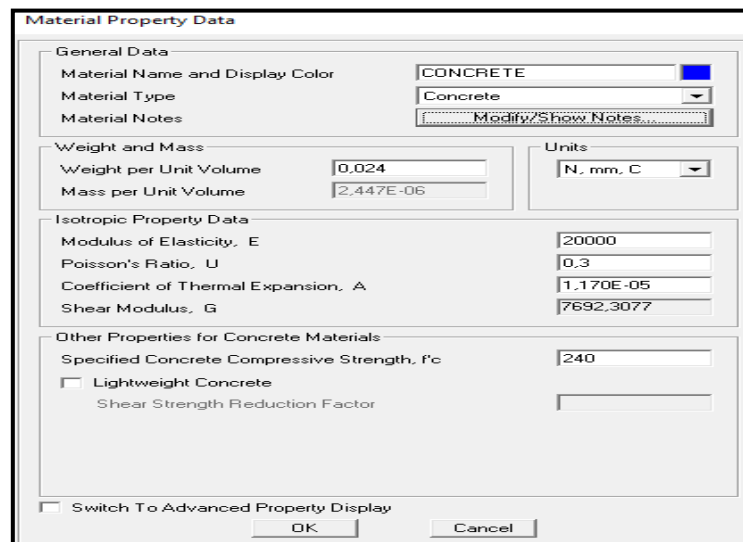 Material Property Data
General Data
Material Name and Display Color CONCRETE
Material Type Concrete
Material Notes Modify/Show Notes...
Weight and Mass
Weight per Unit Volume 0,024
Mass per Unit Volume 2,447E-06
Units
N, mm, C
Isotropic Property Data
Modulus of Elasticity, E 20000
Poisson's Ratio, U 0,3
Coefficient of Thermal Expansion, A 1,170E-05
Shear Modulus, G 7692,3077
Other Properties for Concrete Materials
Specified Concrete Compressive Strength, f'c 240
Lightweight Concrete
Shear Strength Reduction Factor
Switch To Advanced Property Display
OK Cancel